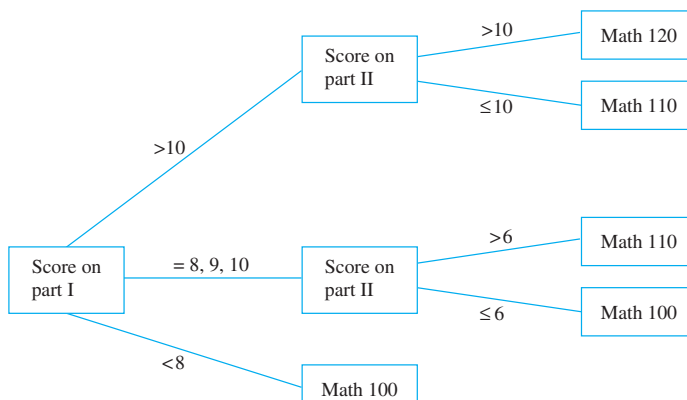 >10
Math 120
Score on
part II
≤10
Math 110
>10
>6
Math 110
Score on
part I
= 8, 9, 10
Score on
part II
≤6
Math 100
<8
Math 100